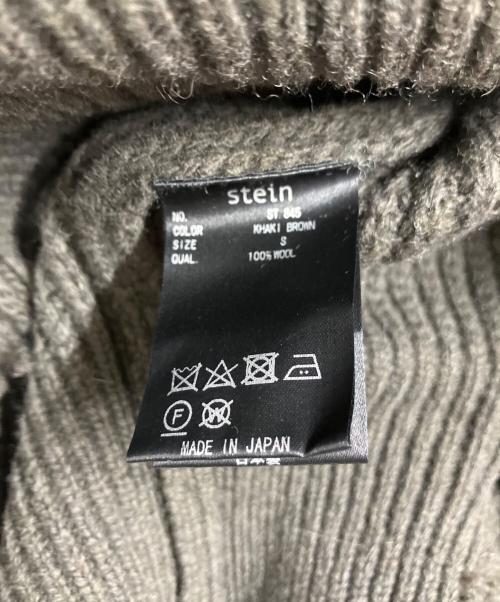 stein
NO. ST 845
COLOR KHAKI BROWN
SIZE S
QUAL. 100% WOOL
F W
MADE IN JAPAN